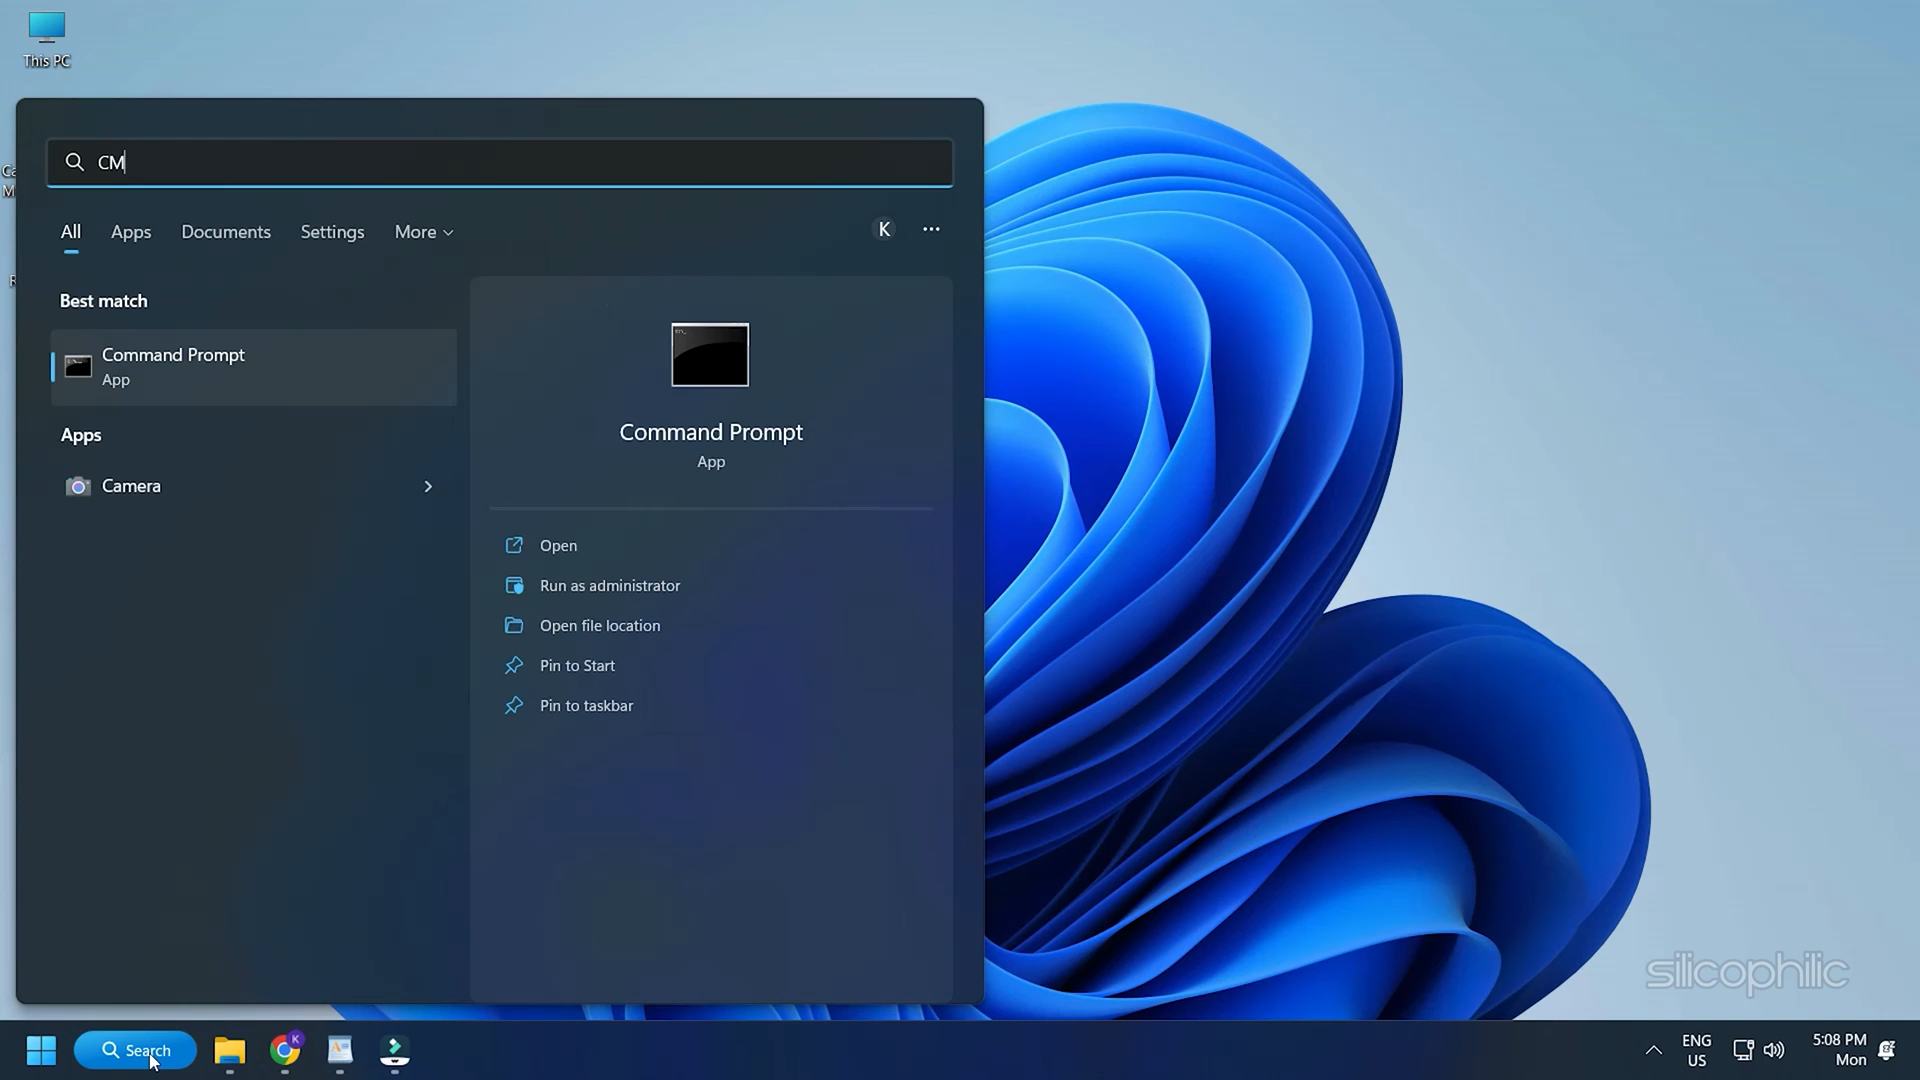 This PC
CM
All Apps Documents Settings More
K
Best match
Command Prompt
App
Apps
Camera
Command Prompt
App
Open
Run as administrator
Open file location
Pin to Start
Pin to taskbar
silicophilic
Search
K
ENG
US
5:08 PM
Mon